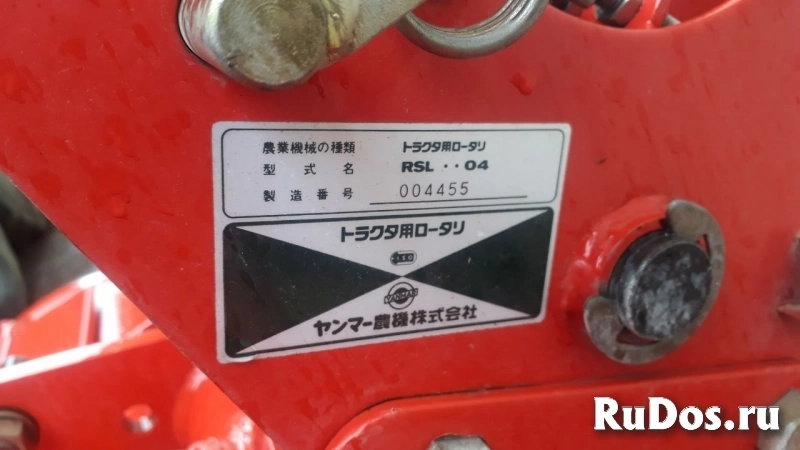 農業機械の種類 トラクタ用ロータリ
型式名 RSL ・・04
製造番号 004455
トラクタ用ロータリ
YANMAR
ヤンマー農機株式会社
RuDos.ru